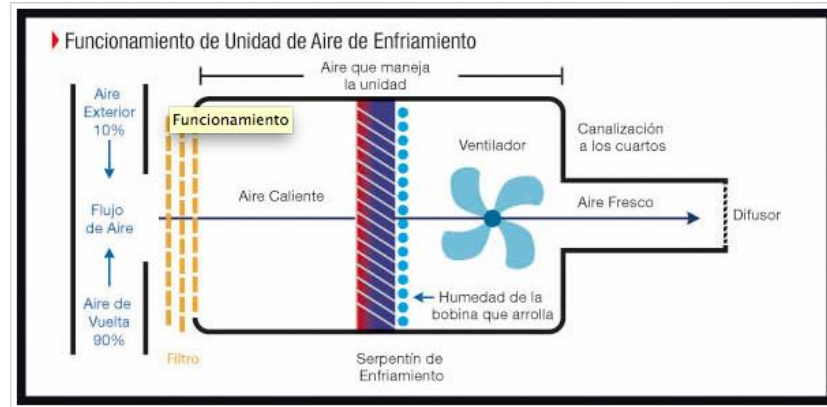 Funcionamiento de Unidad de Aire de Enfriamiento
Aire que maneja
la unidad
Aire
Exterior
10%
Funcionamiento
Canalización
a los cuartos
Ventilador
Aire Caliente
Aire Fresco
Flujo
de Aire
Difusor
Humedad de la
bobina que arrolla
Aire de
Vuelta
90%
Filtro
Serpentín de
Enfriamiento